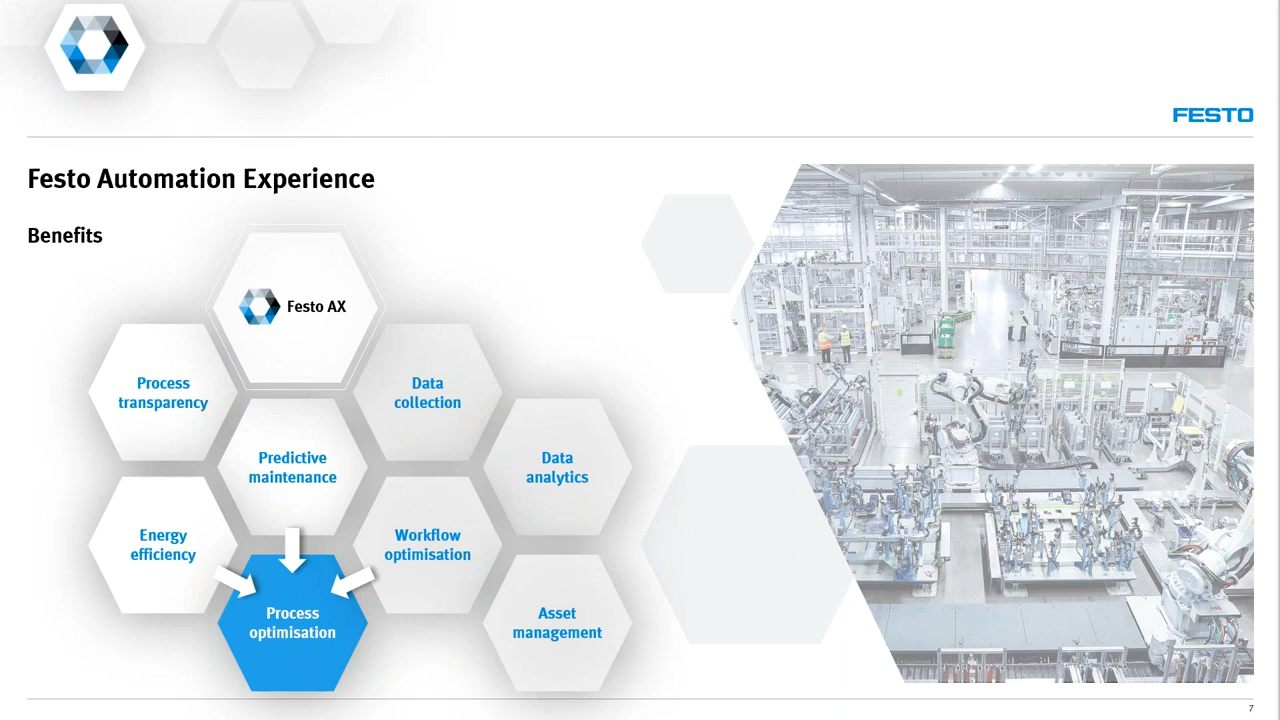 FESTO
Festo Automation Experience
Benefits
Festo AX
Process
transparency
Data
collection
Predictive
maintenance
Data
analytics
Energy
efficiency
Workflow
optimisation
Process
optimisation
Asset
management
7